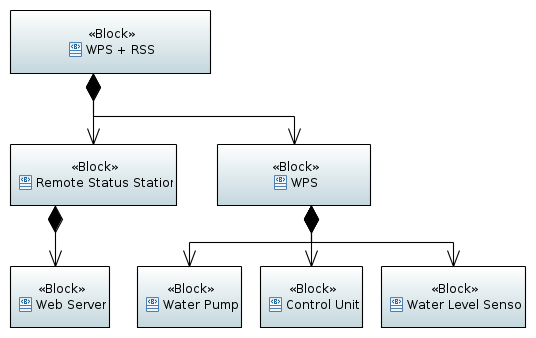 «Block»
WPS + RSS
«Block»
Remote Status Station
«Block»
WPS
«Block»
Web Server
«Block»
Water Pump
«Block»
Control Unit
«Block»
Water Level Senso